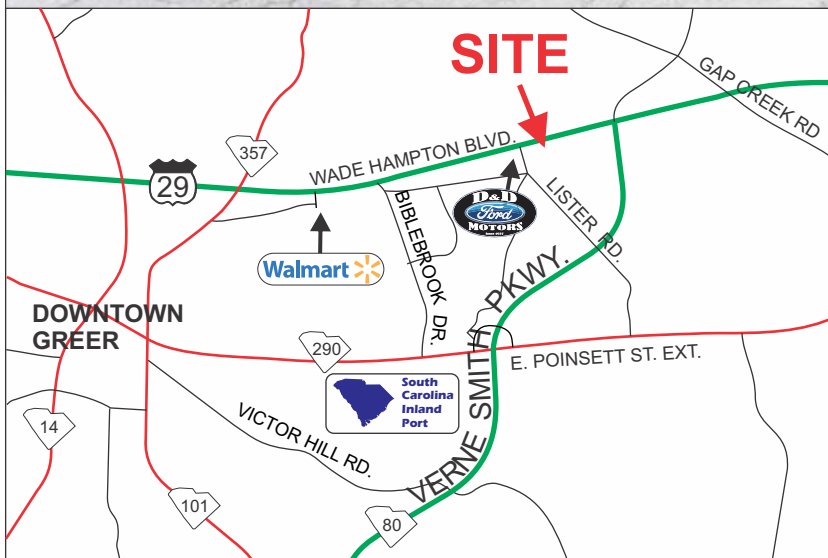 SITE
GAP CREEK RD
357
WADE HAMPTON BLVD.
29
D&D
Ford
MOTORS
BIBLEBROOK DR.
LISTER RD.
Walmart
VERNE SMITH PKWY.
DOWNTOWN
GREER
290
E. POINSETT ST. EXT.
South
Carolina
Inland
Port
14
VICTOR HILL RD.
101
80